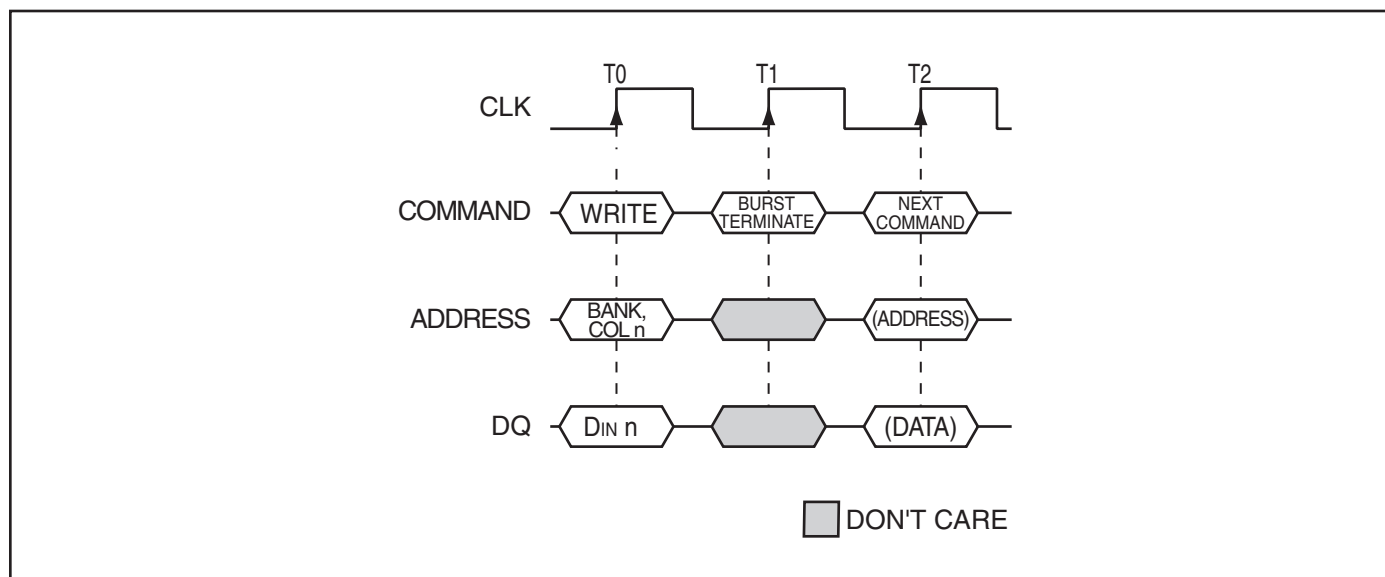 T0 T1 T2
CLK
COMMAND WRITE BURST TERMINATE NEXT COMMAND
ADDRESS BANK, COL n (ADDRESS)
DQ DIN n (DATA)
DON'T CARE